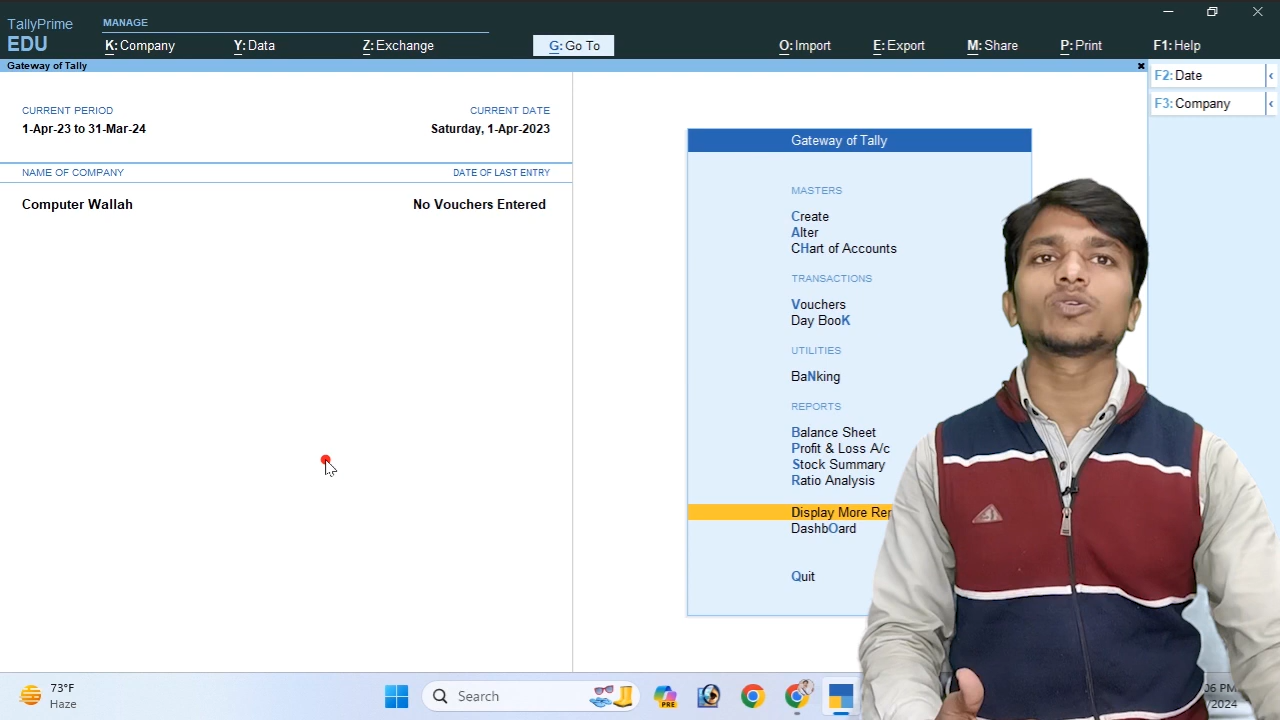 TallyPrime
EDU
MANAGE
K: Company
Y: Data
Z: Exchange
G: Go To
O: Import
E: Export
M: Share
P: Print
F1: Help
Gateway of Tally
F2: Date
F3: Company
CURRENT PERIOD
CURRENT DATE
1-Apr-23 to 31-Mar-24
Saturday, 1-Apr-2023
NAME OF COMPANY
DATE OF LAST ENTRY
Computer Wallah
No Vouchers Entered
Gateway of Tally
MASTERS
Create
Alter
CHart of Accounts
TRANSACTIONS
Vouchers
Day BooK
UTILITIES
BaNking
REPORTS
Balance Sheet
Profit & Loss A/c
Stock Summary
Ratio Analysis
Display More
DashbOard
Quit
73°F
Haze
Search
PRE
PM
/2024